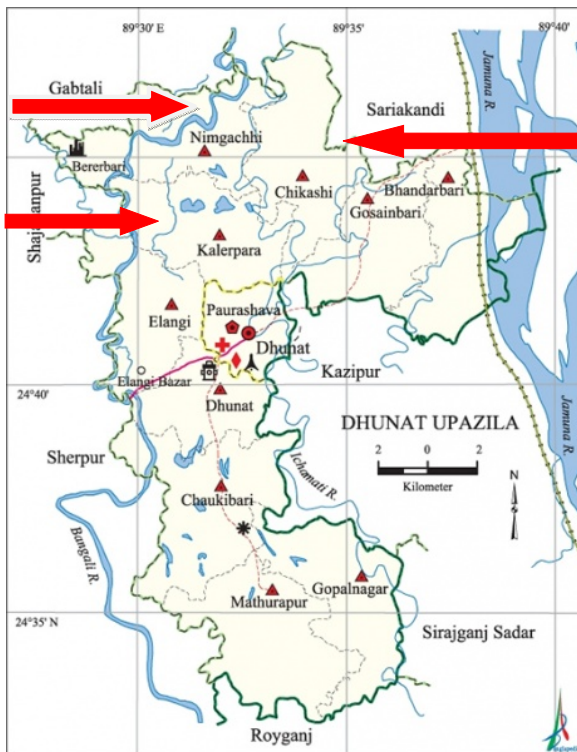 89°30' E
89°35'
89°40'
Gabtali
Sariakandi
Jamuna R.
Nimgachhi
Bererbari
Chikashi
Bhandarbari
Gosainbari
Kalerpara
Elangi
Paurashava
Dhunat
Kazipur
Elangi Bazar
24°40'
Dhunat
DHUNAT UPAZILA
2 0 2
Kilometer
N
Jamuna R.
Sherpur
Ichamati R.
Chaukibari
Bangali R.
Gopalnagar
Mathurapur
24°35' N
Sirajganj Sadar
Royganj